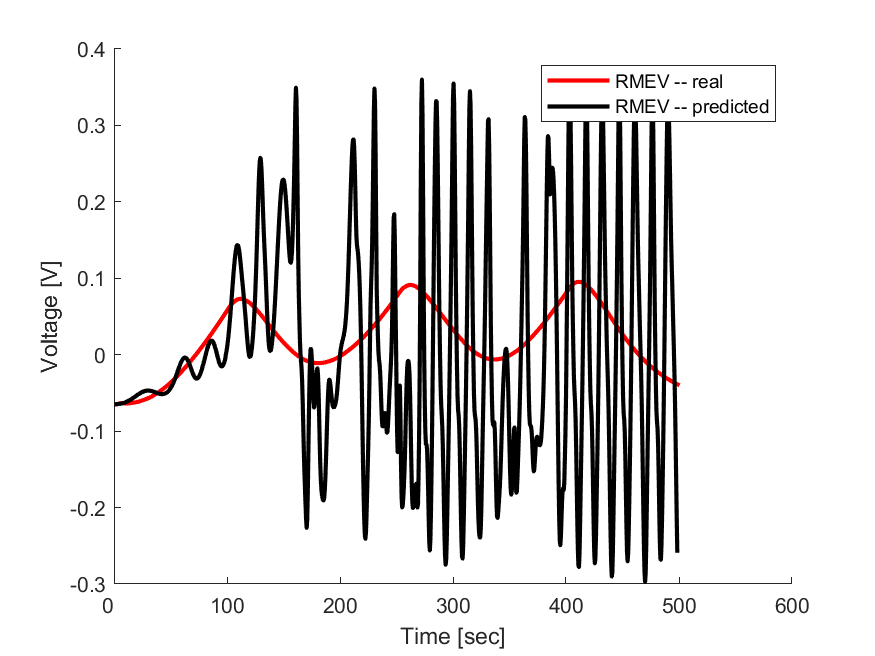 0.4
0.3
0.2
0.1
0
-0.1
-0.2
-0.3
Voltage [V]
RMEV -- real
RMEV -- predicted
0 100 200 300 400 500 600
Time [sec]